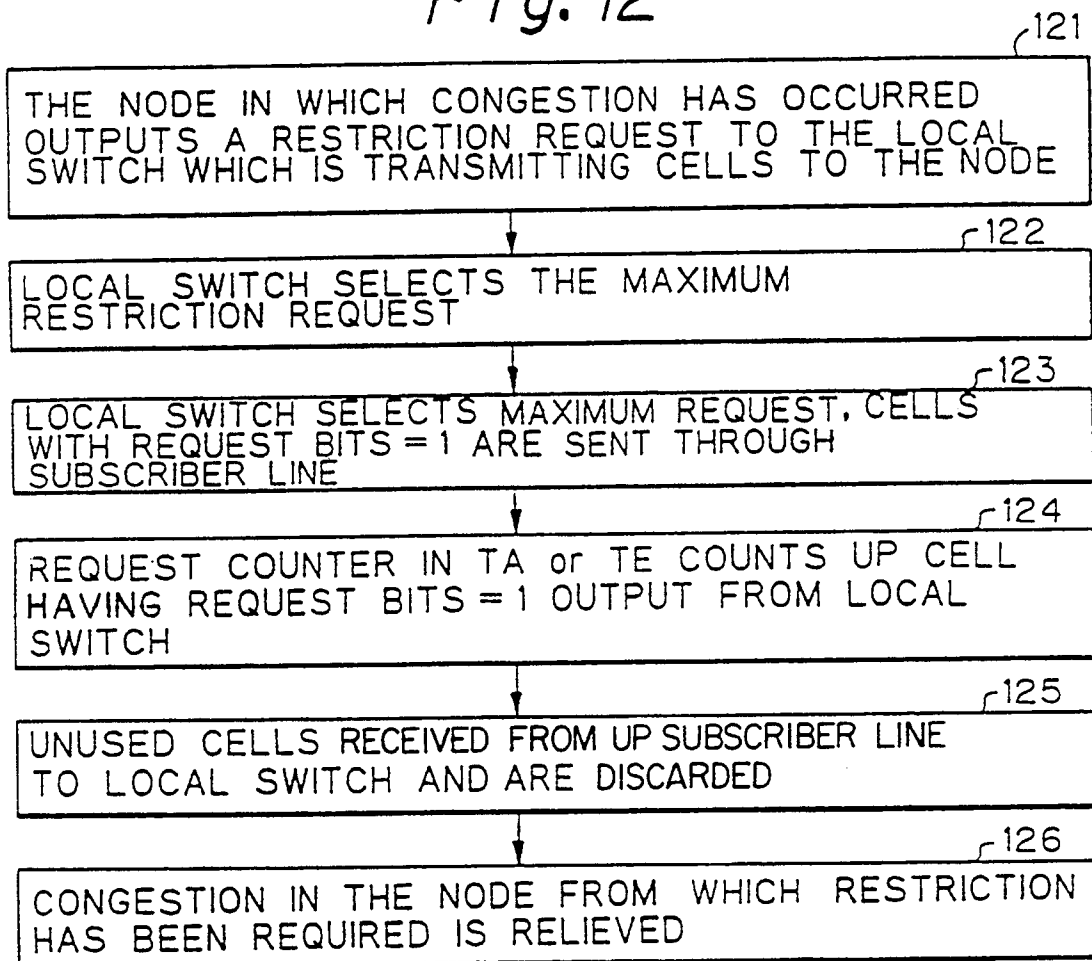 Fig. 12
121
THE NODE IN WHICH CONGESTION HAS OCCURRED
OUTPUTS A RESTRICTION REQUEST TO THE LOCAL
SWITCH WHICH IS TRANSMITTING CELLS TO THE NODE
122
LOCAL SWITCH SELECTS THE MAXIMUM
RESTRICTION REQUEST
123
LOCAL SWITCH SELECTS MAXIMUM REQUEST, CELLS
WITH REQUEST BITS = 1 ARE SENT THROUGH
SUBSCRIBER LINE
124
REQUEST COUNTER IN TA or TE COUNTS UP CELL
HAVING REQUEST BITS = 1 OUTPUT FROM LOCAL
SWITCH
125
UNUSED CELLS RECEIVED FROM UP SUBSCRIBER LINE
TO LOCAL SWITCH AND ARE DISCARDED
126
CONGESTION IN THE NODE FROM WHICH RESTRICTION
HAS BEEN REQUIRED IS RELIEVED